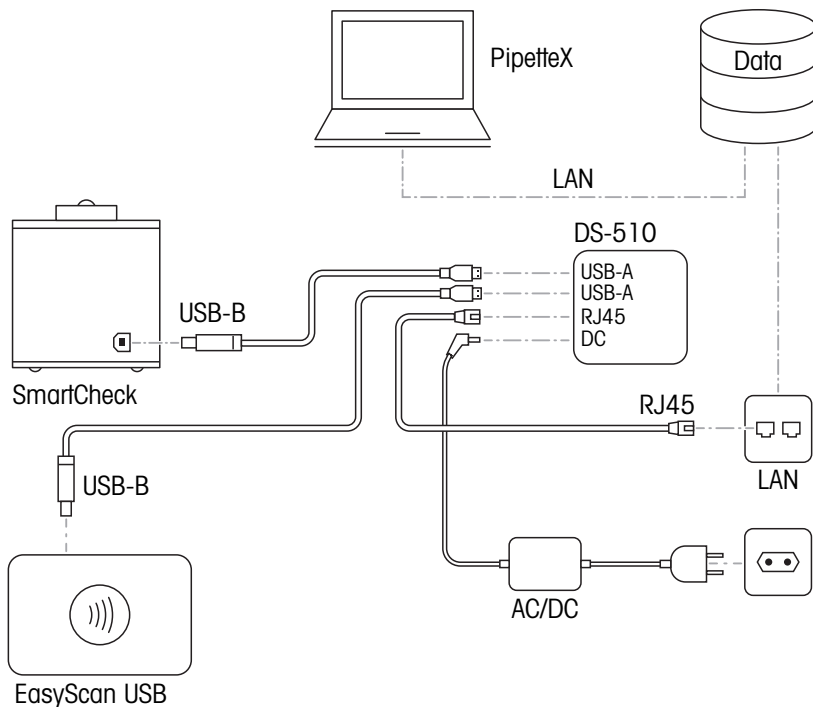 PipetteX
Data
LAN
DS-510
USB-A
USB-A
RJ45
DC
USB-B
SmartCheck
RJ45
LAN
USB-B
AC/DC
EasyScan USB